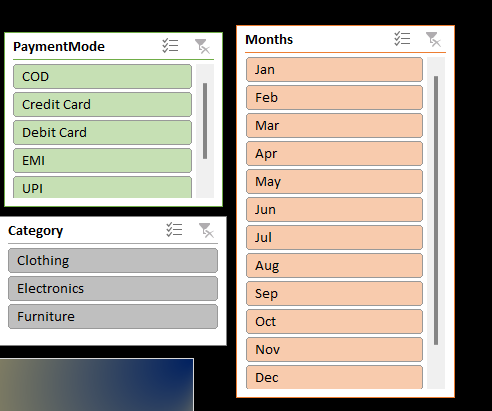 PaymentMode
COD
Credit Card
Debit Card
EMI
UPI
Category
Clothing
Electronics
Furniture
Months
Jan
Feb
Mar
Apr
May
Jun
Jul
Aug
Sep
Oct
Nov
Dec